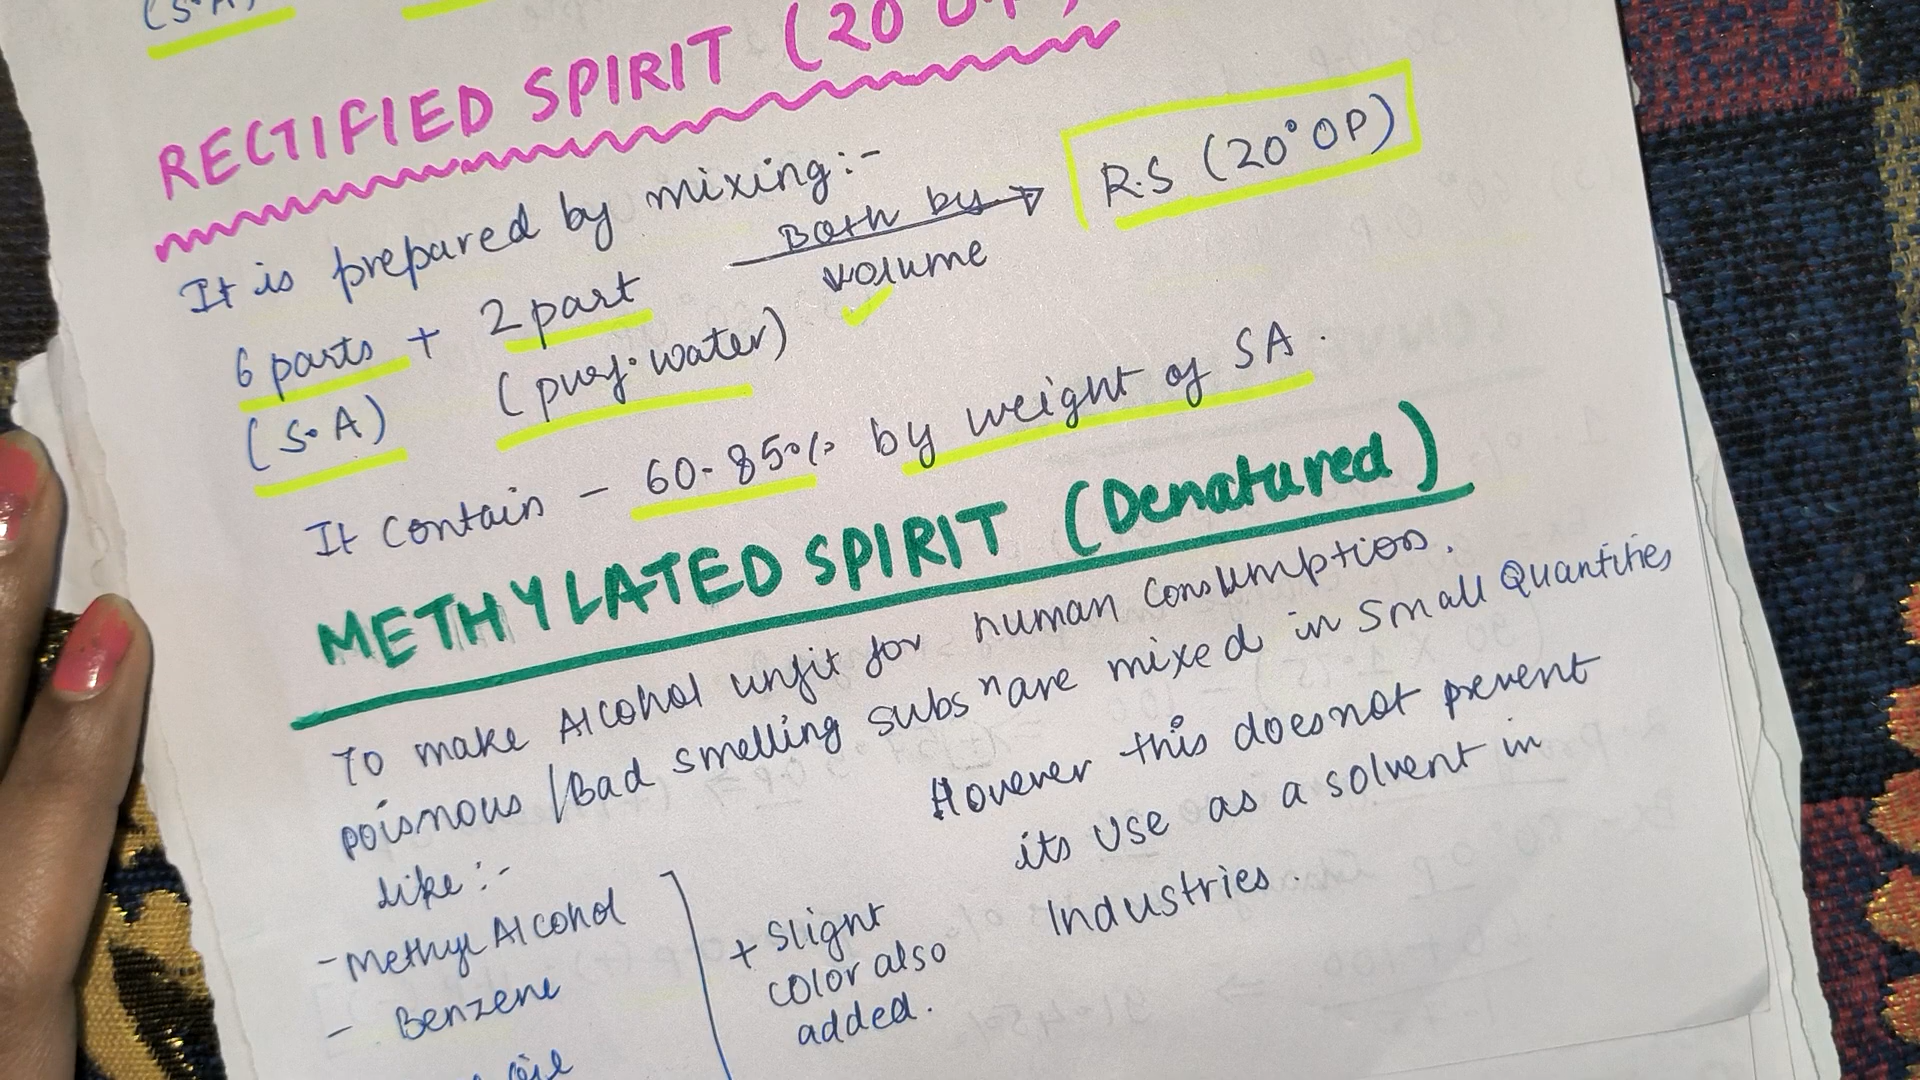 (S.A)
RECTIFIED SPIRIT (20 O.P)
It is prepared by mixing :-
6 parts + 2 part Both by R.S (20° OP)
(S.A) (pury. water) volume
It contain - 60-85% by weight of SA.
METHYLATED SPIRIT (Denatured)
To make Alcohol unfit for human consumption.
poisnous / Bad smelling subsⁿ are mixed in small Quantities
like :-
- Methyl Alcohol
- Benzene
oil
+ slight
color also
added.
However this doesnot prevent
its use as a solvent in
Industries.